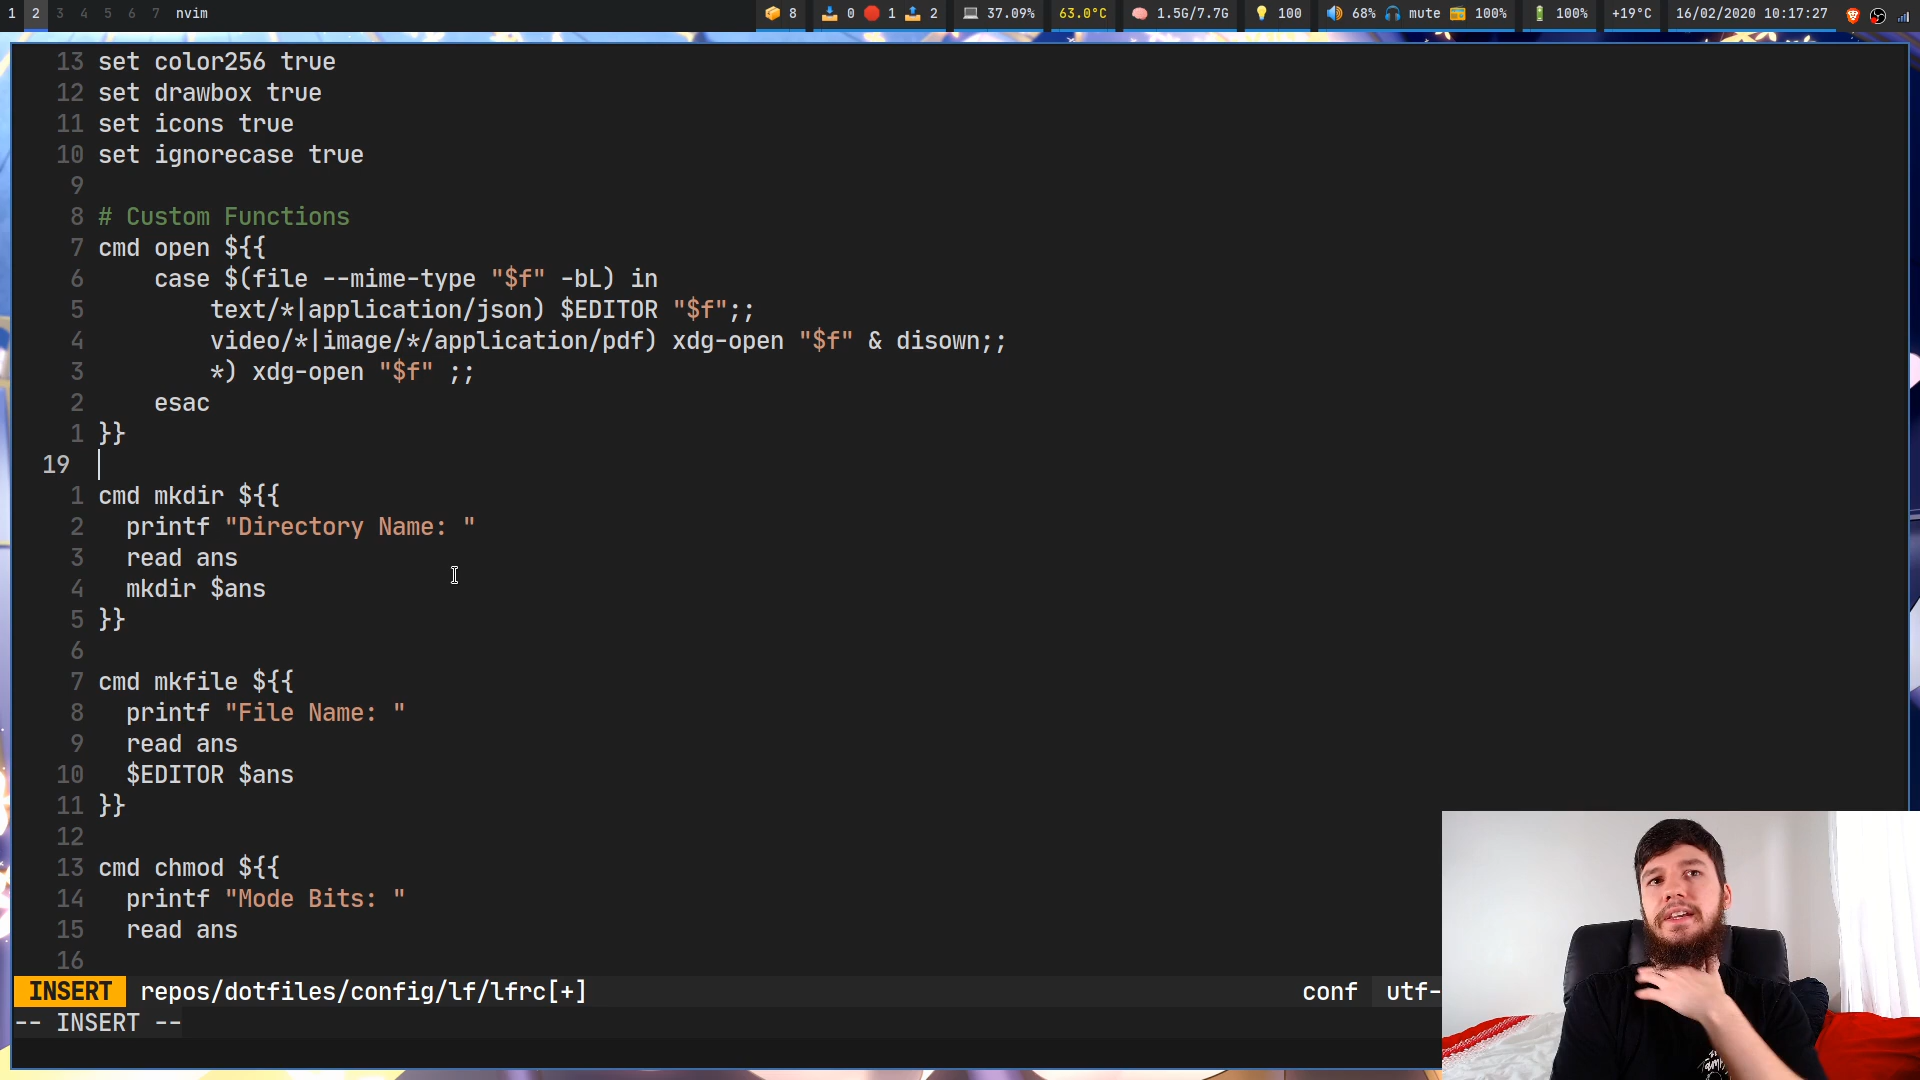 1 2 3 4 5 6 7 nvim 8 0 1 2 37.09% 63.0°C 1.5G/7.7G 100 68% mute 100% 100% +19°C 16/02/2020 10:17:27
13 set color256 true
12 set drawbox true
11 set icons true
10 set ignorecase true
9
8 # Custom Functions
7 cmd open ${{
6 case $(file --mime-type "$f" -bL) in
5 text/*|application/json) $EDITOR "$f";;
4 video/*|image/*/application/pdf) xdg-open "$f" & disown;;
3 *) xdg-open "$f" ;;
2 esac
1 }}
19
1 cmd mkdir ${{
2 printf "Directory Name: "
3 read ans
4 mkdir $ans
5 }}
6
7 cmd mkfile ${{
8 printf "File Name: "
9 read ans
10 $EDITOR $ans
11 }}
12
13 cmd chmod ${{
14 printf "Mode Bits: "
15 read ans
16
INSERT repos/dotfiles/config/lf/lfrc[+] conf utf-
-- INSERT --